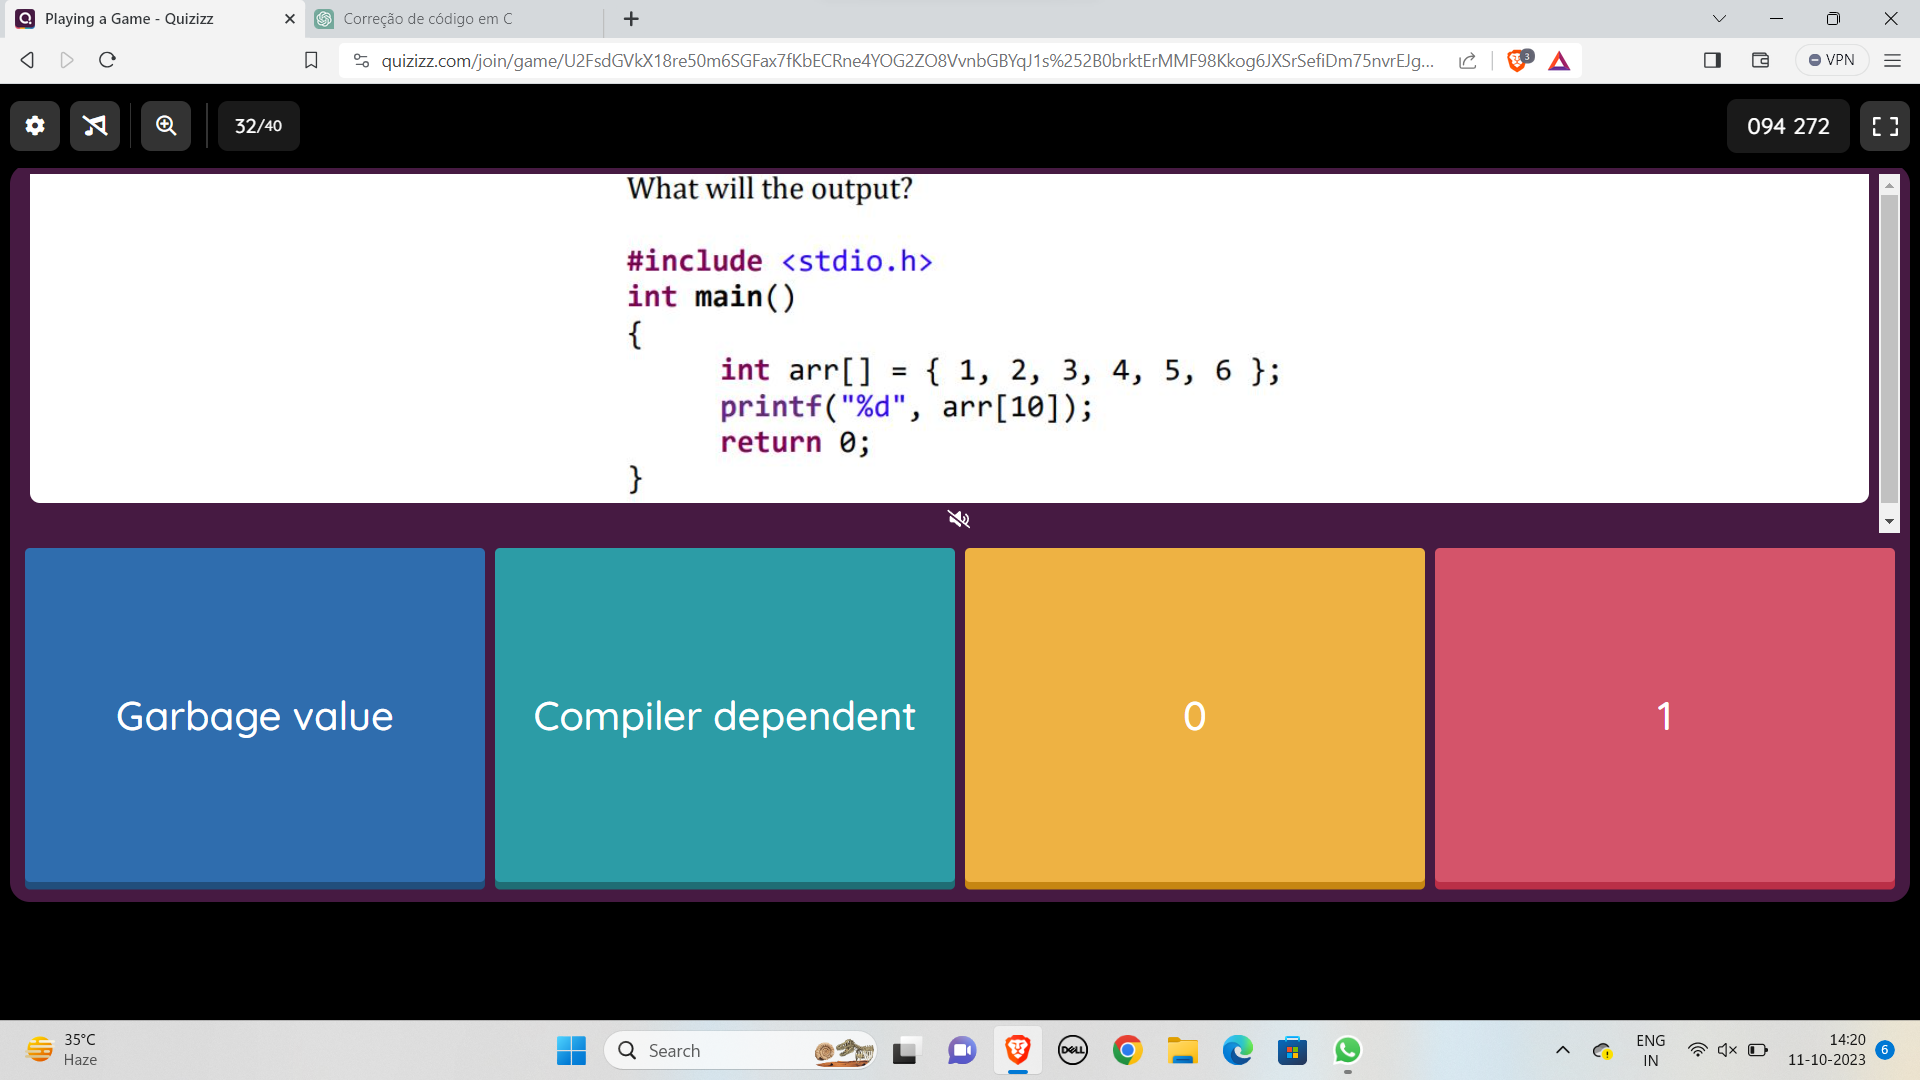 Playing a Game - Quizizz
Correção de código em C
quizizz.com/join/game/U2FsdGVkX18re50m6SGFax7fKbECRne4YOG2ZO8VvnbGBYqJ1s%252B0brktErMMF98Kkog6JXSrSefiDm75nvrEJg...
3
VPN
32/40
094 272
What will the output?
#include <stdio.h>
int main()
{
int arr[] = { 1, 2, 3, 4, 5, 6 };
printf("%d", arr[10]);
return 0;
}
Garbage value
Compiler dependent
0
1
35°C
Haze
Search
DELL
ENG
IN
14:20
11-10-2023
6